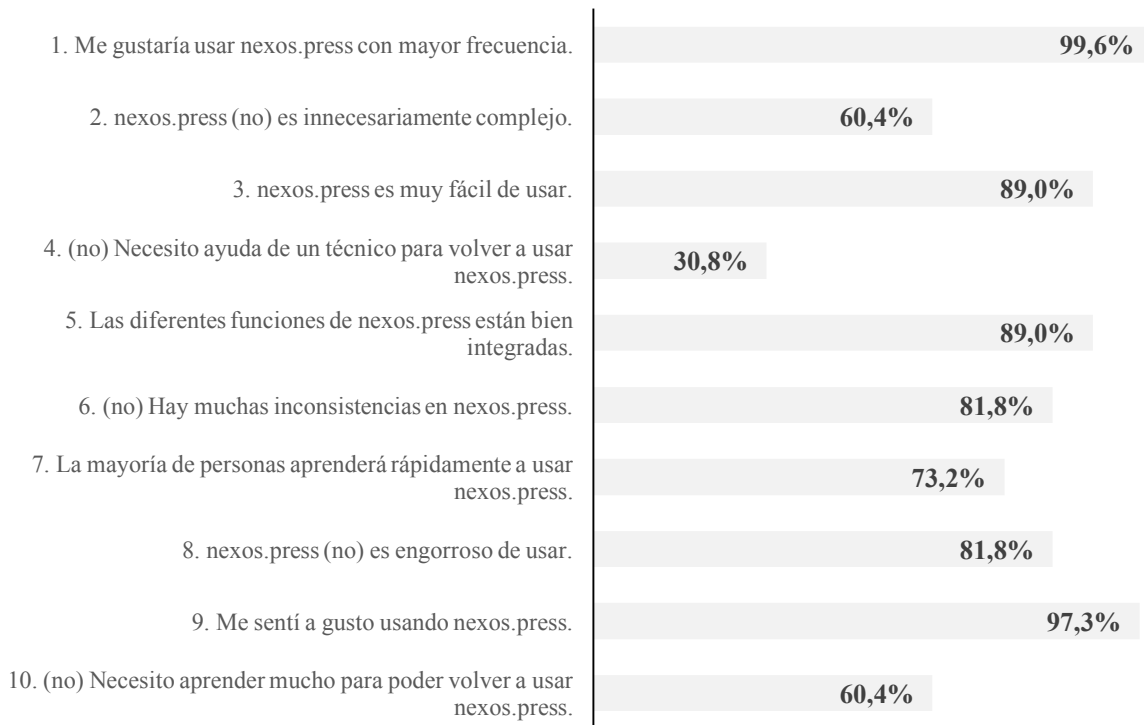 1. Me gustaría usar nexos.press con mayor frecuencia.
99,6%
2. nexos.press (no) es innecesariamente complejo.
60,4%
3. nexos.press es muy fácil de usar.
89,0%
4. (no) Necesito ayuda de un técnico para volver a usar
nexos.press.
30,8%
5. Las diferentes funciones de nexos.press están bien
integradas.
89,0%
6. (no) Hay muchas inconsistencias en nexos.press.
81,8%
7. La mayoría de personas aprenderá rápidamente a usar
nexos.press.
73,2%
8. nexos.press (no) es engorroso de usar.
81,8%
9. Me sentí a gusto usando nexos.press.
97,3%
10. (no) Necesito aprender mucho para poder volver a usar
nexos.press.
60,4%